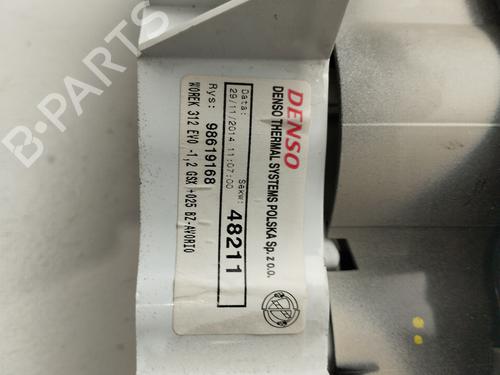 DENSO
DENSO THERMAL SYSTEMS POLSKA Sp. z o.o.
Data: Sekw:
29/11/2014 11:07:00 48211
Rys: 98619168
WOREK 312 EVO -1,2 GSX +025 BZ-AVORIO
B-PARTS